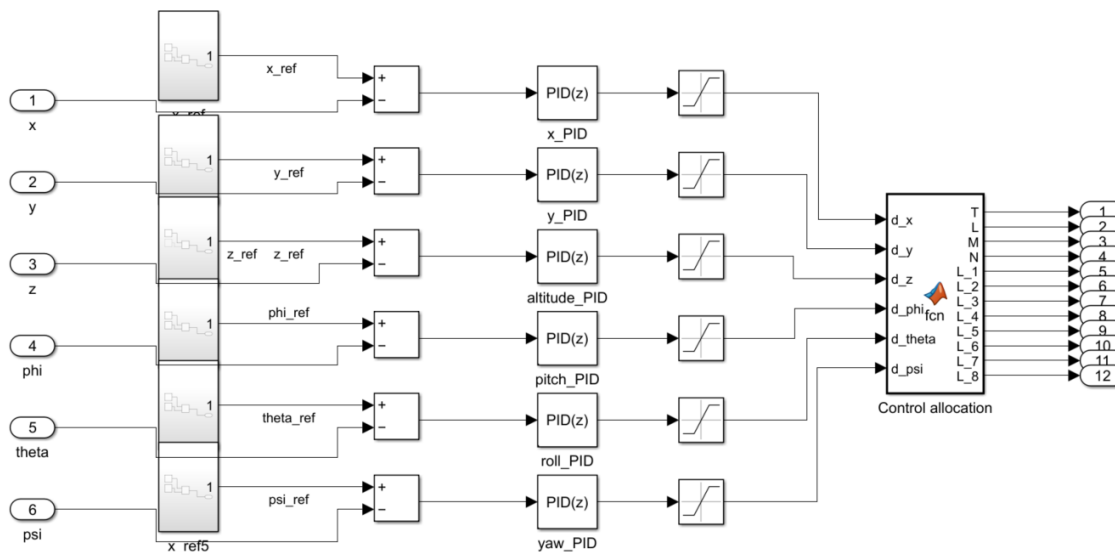 1
x_ref
+
−
1
x
x_ref
PID(z)
x_PID
1
y_ref
+
−
2
y
PID(z)
y_PID
1
z_ref z_ref
+
−
3
z
PID(z)
altitude_PID
1
phi_ref
+
−
4
phi
PID(z)
pitch_PID
1
theta_ref
+
−
5
theta
PID(z)
roll_PID
1
psi_ref
+
−
6
psi
x_ref5
PID(z)
yaw_PID
d_x
d_y
d_z
d_phi
d_theta
d_psi
fcn
T
L
M
N
L_1
L_2
L_3
L_4
L_5
L_6
L_7
L_8
Control allocation
1
2
3
4
5
6
7
8
9
10
11
12